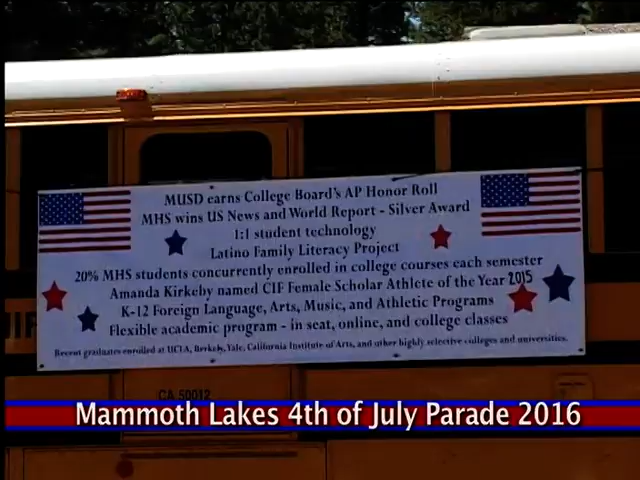 MUSD earns College Board's AP Honor Roll
MHS wins US News and World Report - Silver Award
1:1 student technology
Latino Family Literacy Project
20% MHS students concurrently enrolled in college courses each semester
Amanda Kirkeby named CIF Female Scholar Athlete of the Year 2015
K-12 Foreign Language, Arts, Music, and Athletic Programs
Flexible academic program - in seat, online, and college classes
Recent graduates enrolled at UCLA, Berkely, Yale, California Institute of Arts, and other highly selective colleges and universities.
CA 50012
Mammoth Lakes 4th of July Parade 2016